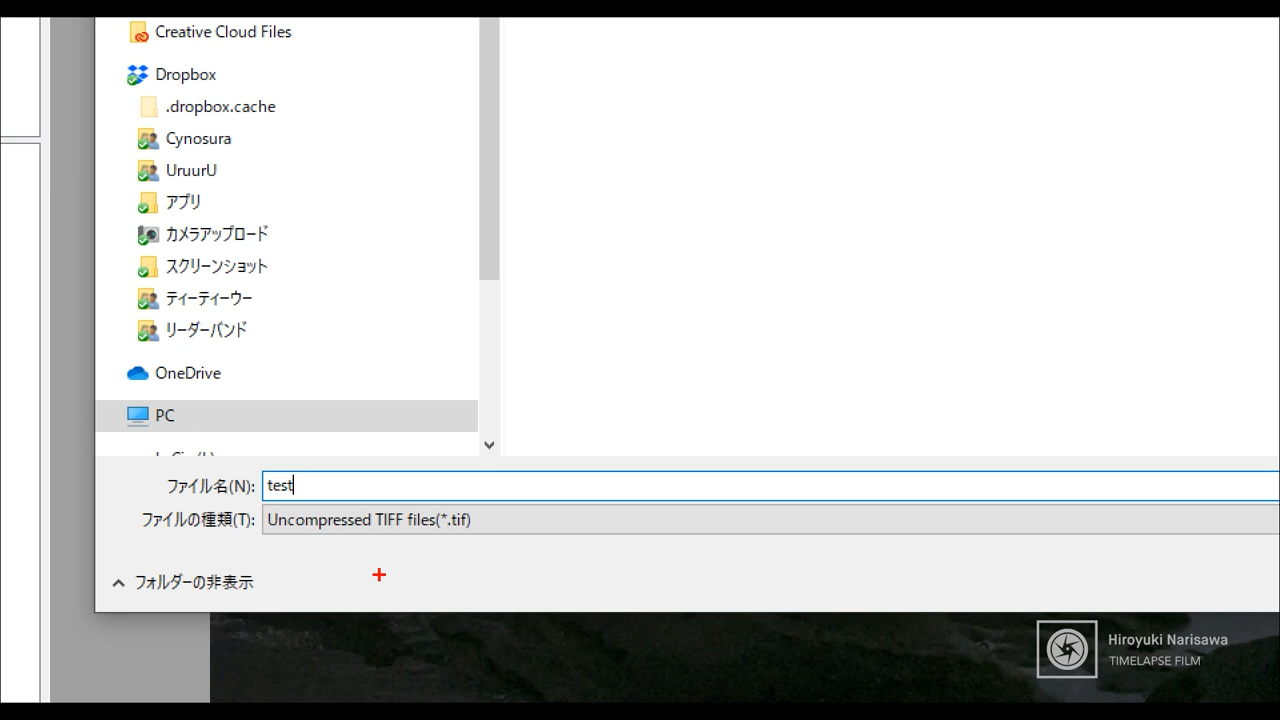 Creative Cloud Files
Dropbox
.dropbox.cache
Cynosura
UruurU
アプリ
カメラアップロード
スクリーンショット
ティーティーウー
リーダーバンド
OneDrive
PC
ファイル名(N): test
ファイルの種類(T): Uncompressed TIFF files(*.tif)
フォルダーの非表示
Hiroyuki Narisawa
TIMELAPSE FILM